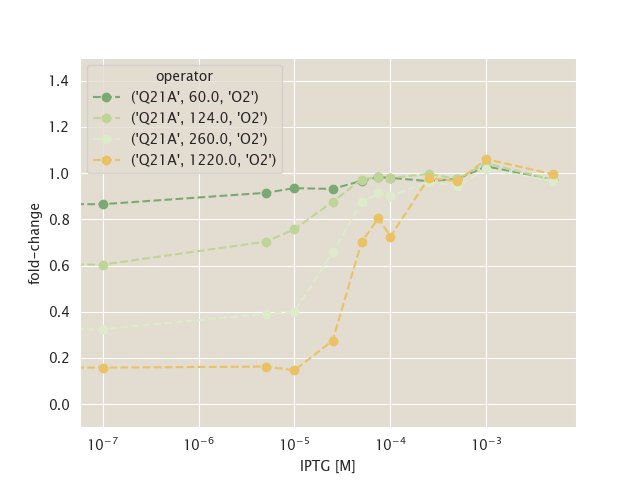 operator
('Q21A', 60.0, 'O2')
('Q21A', 124.0, 'O2')
('Q21A', 260.0, 'O2')
('Q21A', 1220.0, 'O2')
1.4
1.2
1.0
0.8
0.6
0.4
0.2
0.0
fold−change
10⁻⁷ 10⁻⁶ 10⁻⁵ 10⁻⁴ 10⁻³
IPTG [M]